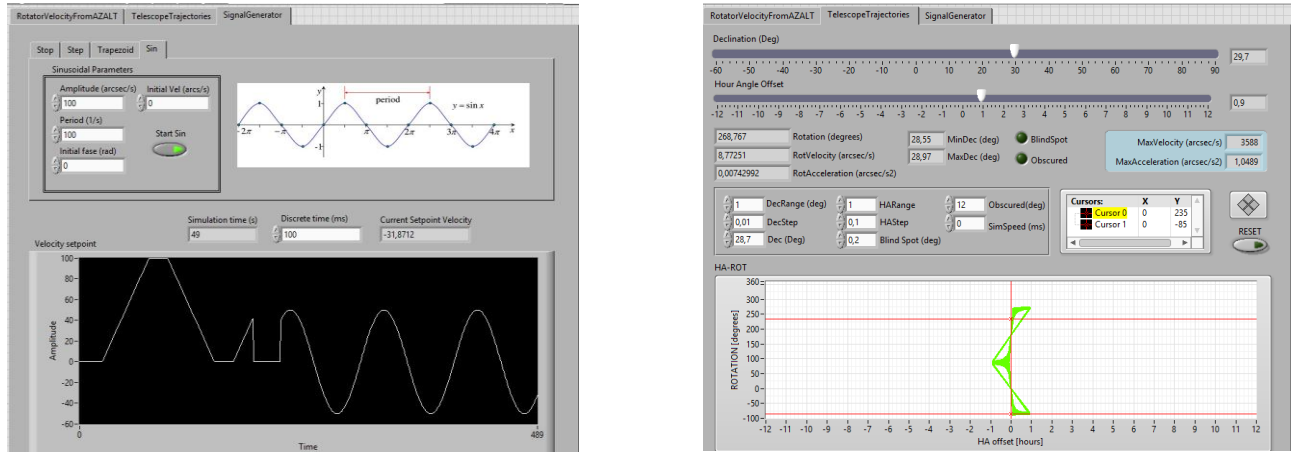 RotatorVelocityFromAZALT TelescopeTrajectories SignalGenerator
Stop Step Trapezoid Sin
Sinusoidal Parameters
Amplitude (arcsec/s) Initial Vel (arcs/s)
100 0
Period (1/s)
100 Start Sin
Initial fase (rad)
0
y
1
period
y = sin x
-2π -π π 2π 3π 4π x
-1
Simulation time (s) Discrete time (ms) Current Setpoint Velocity
49 100 -31,8712
Velocity setpoint
Amplitude
100
80
60
40
20
0
-20
-40
-60
0 489
Time
RotatorVelocityFromAZALT TelescopeTrajectories SignalGenerator
Declination (Deg)
29,7
-60 -50 -40 -30 -20 -10 0 10 20 30 40 50 60 70 80 90
Hour Angle Offset
0,9
-12 -11 -10 -9 -8 -7 -6 -5 -4 -3 -2 -1 0 1 2 3 4 5 6 7 8 9 10 11 12
268,767 Rotation (degrees) 28,55 MinDec (deg) BlindSpot MaxVelocity (arcsec/s) 3588
8,77251 RotVelocity (arcsec/s) 28,97 MaxDec (deg) Obscured MaxAcceleration (arcsec/s2) 1,0489
0,00742992 RotAcceleration (arcsec/s2)
1 DecRange (deg) 1 HARange 12 Obscured(deg)
0,01 DecStep 0,1 HAStep 0 SimSpeed (ms)
28,7 Dec (Deg) 0,2 Blind Spot (deg)
Cursors: X Y
Cursor 0 0 235
Cursor 1 0 -85
RESET
HA-ROT
ROTATION [degrees]
360
300
250
200
150
100
50
0
-50
-100
-12 -11 -10 -9 -8 -7 -6 -5 -4 -3 -2 -1 0 1 2 3 4 5 6 7 8 9 10 11 12
HA offset [hours]